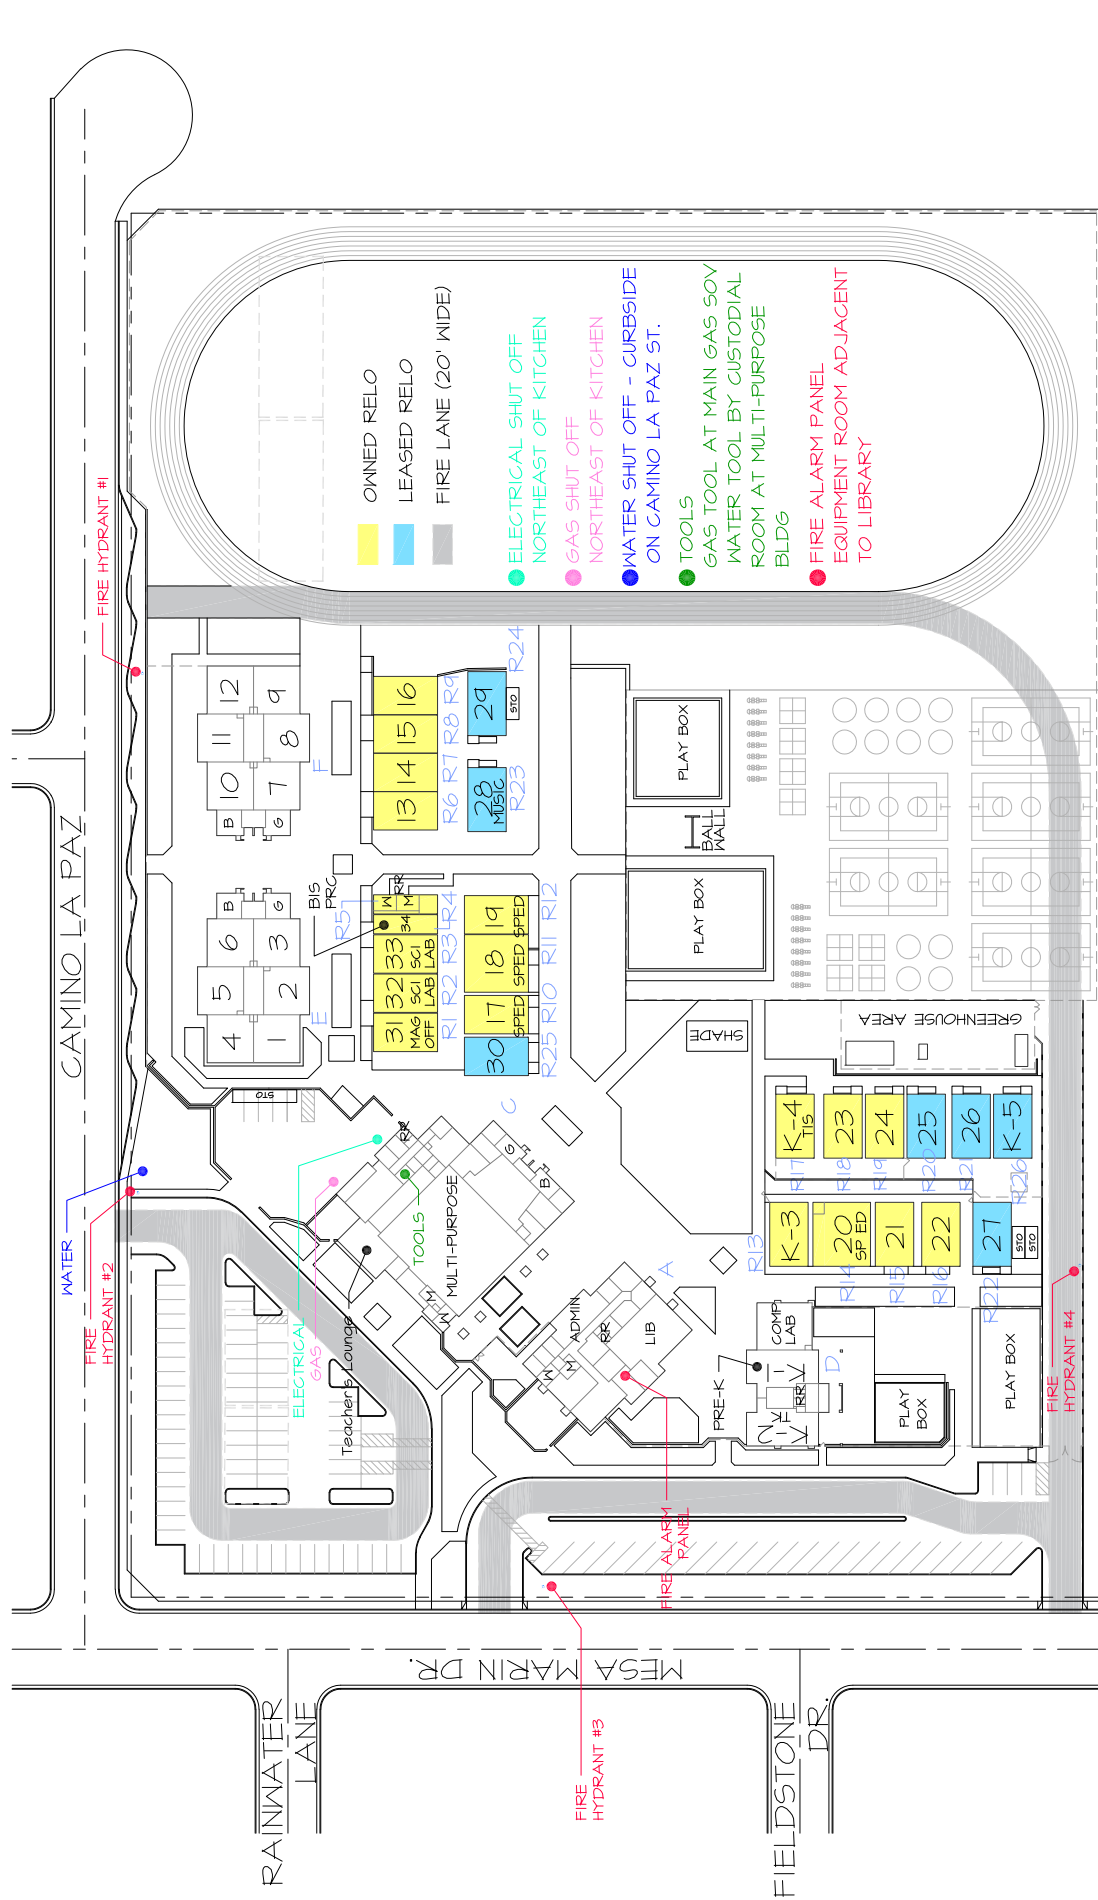 FIRE HYDRANT #1
CAMINO LA PAZ
WATER
FIRE
HYDRANT #2
OWNED RELO
LEASED RELO
FIRE LANE (20' WIDE)
ELECTRICAL SHUT OFF
NORTHEAST OF KITCHEN
GAS SHUT OFF
NORTHEAST OF KITCHEN
WATER SHUT OFF - CURBSIDE
ON CAMINO LA PAZ ST.
TOOLS
GAS TOOL AT MAIN GAS SOV
WATER TOOL BY CUSTODIAL
ROOM AT MULTI-PURPOSE
BLDG
FIRE ALARM PANEL
EQUIPMENT ROOM ADJACENT
TO LIBRARY
12
9
11
8
10
7
B
G
F
B
G
6
3
5
2
4
1
E
13
14
15
16
R6
R7
R8
R9
28
MUSIC
R23
29
STO
R24
BIS
PRC
R5
31
MAG
OFF
32
SCI
LAB
33
SCI
LAB
34
W
M
RR
R1
R2
R3
R4
30
17
SPED
18
SPED
19
SPED
R25
R10
R11
R12
PLAY BOX
BALL
WALL
PLAY BOX
SHADE
GREENHOUSE AREA
K-4
TIS
23
24
25
26
K-5
R17
R18
R19
R20
R21
R26
K-3
20
SP ED
21
22
27
STO
STO
R13
R14
R15
R16
R22
STO
RR
C
G
B
MULTI-PURPOSE
TOOLS
M
W
ELECTRICAL
GAS
Teacher's Lounge
ADMIN
RR
LIB
A
W
M
PRE-K
COMP
LAB
RR
D
PLAY
BOX
PLAY BOX
FIRE
HYDRANT #4
FIRE ALARM
PANEL
MESA MARIN DR.
RAINWATER
LANE
FIRE
HYDRANT #3
FIELDSTONE
DR.